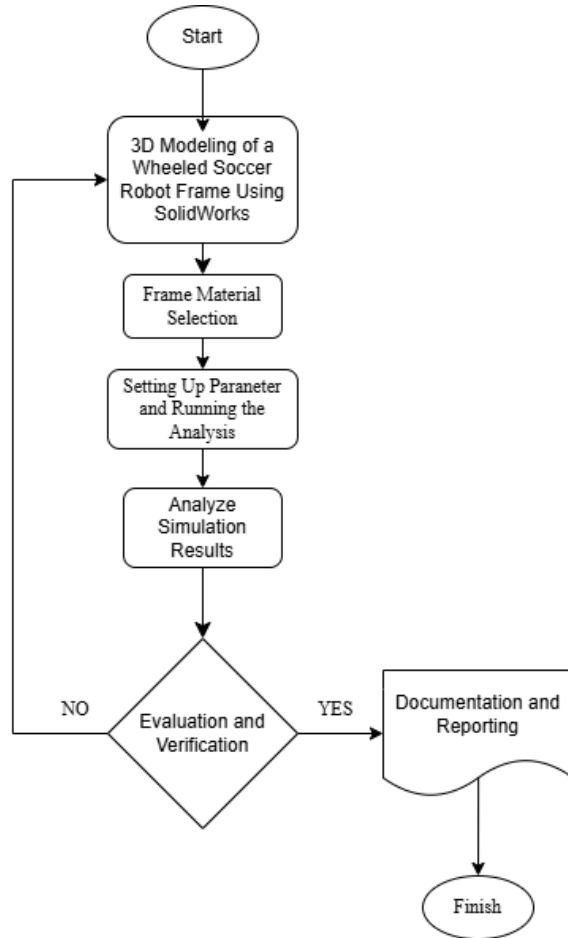 Start
3D Modeling of a
Wheeled Soccer
Robot Frame Using
SolidWorks
Frame Material
Selection
Setting Up Paraneter
and Running the
Analysis
Analyze
Simulation
Results
NO
Evaluation and
Verification
YES
Documentation and
Reporting
Finish